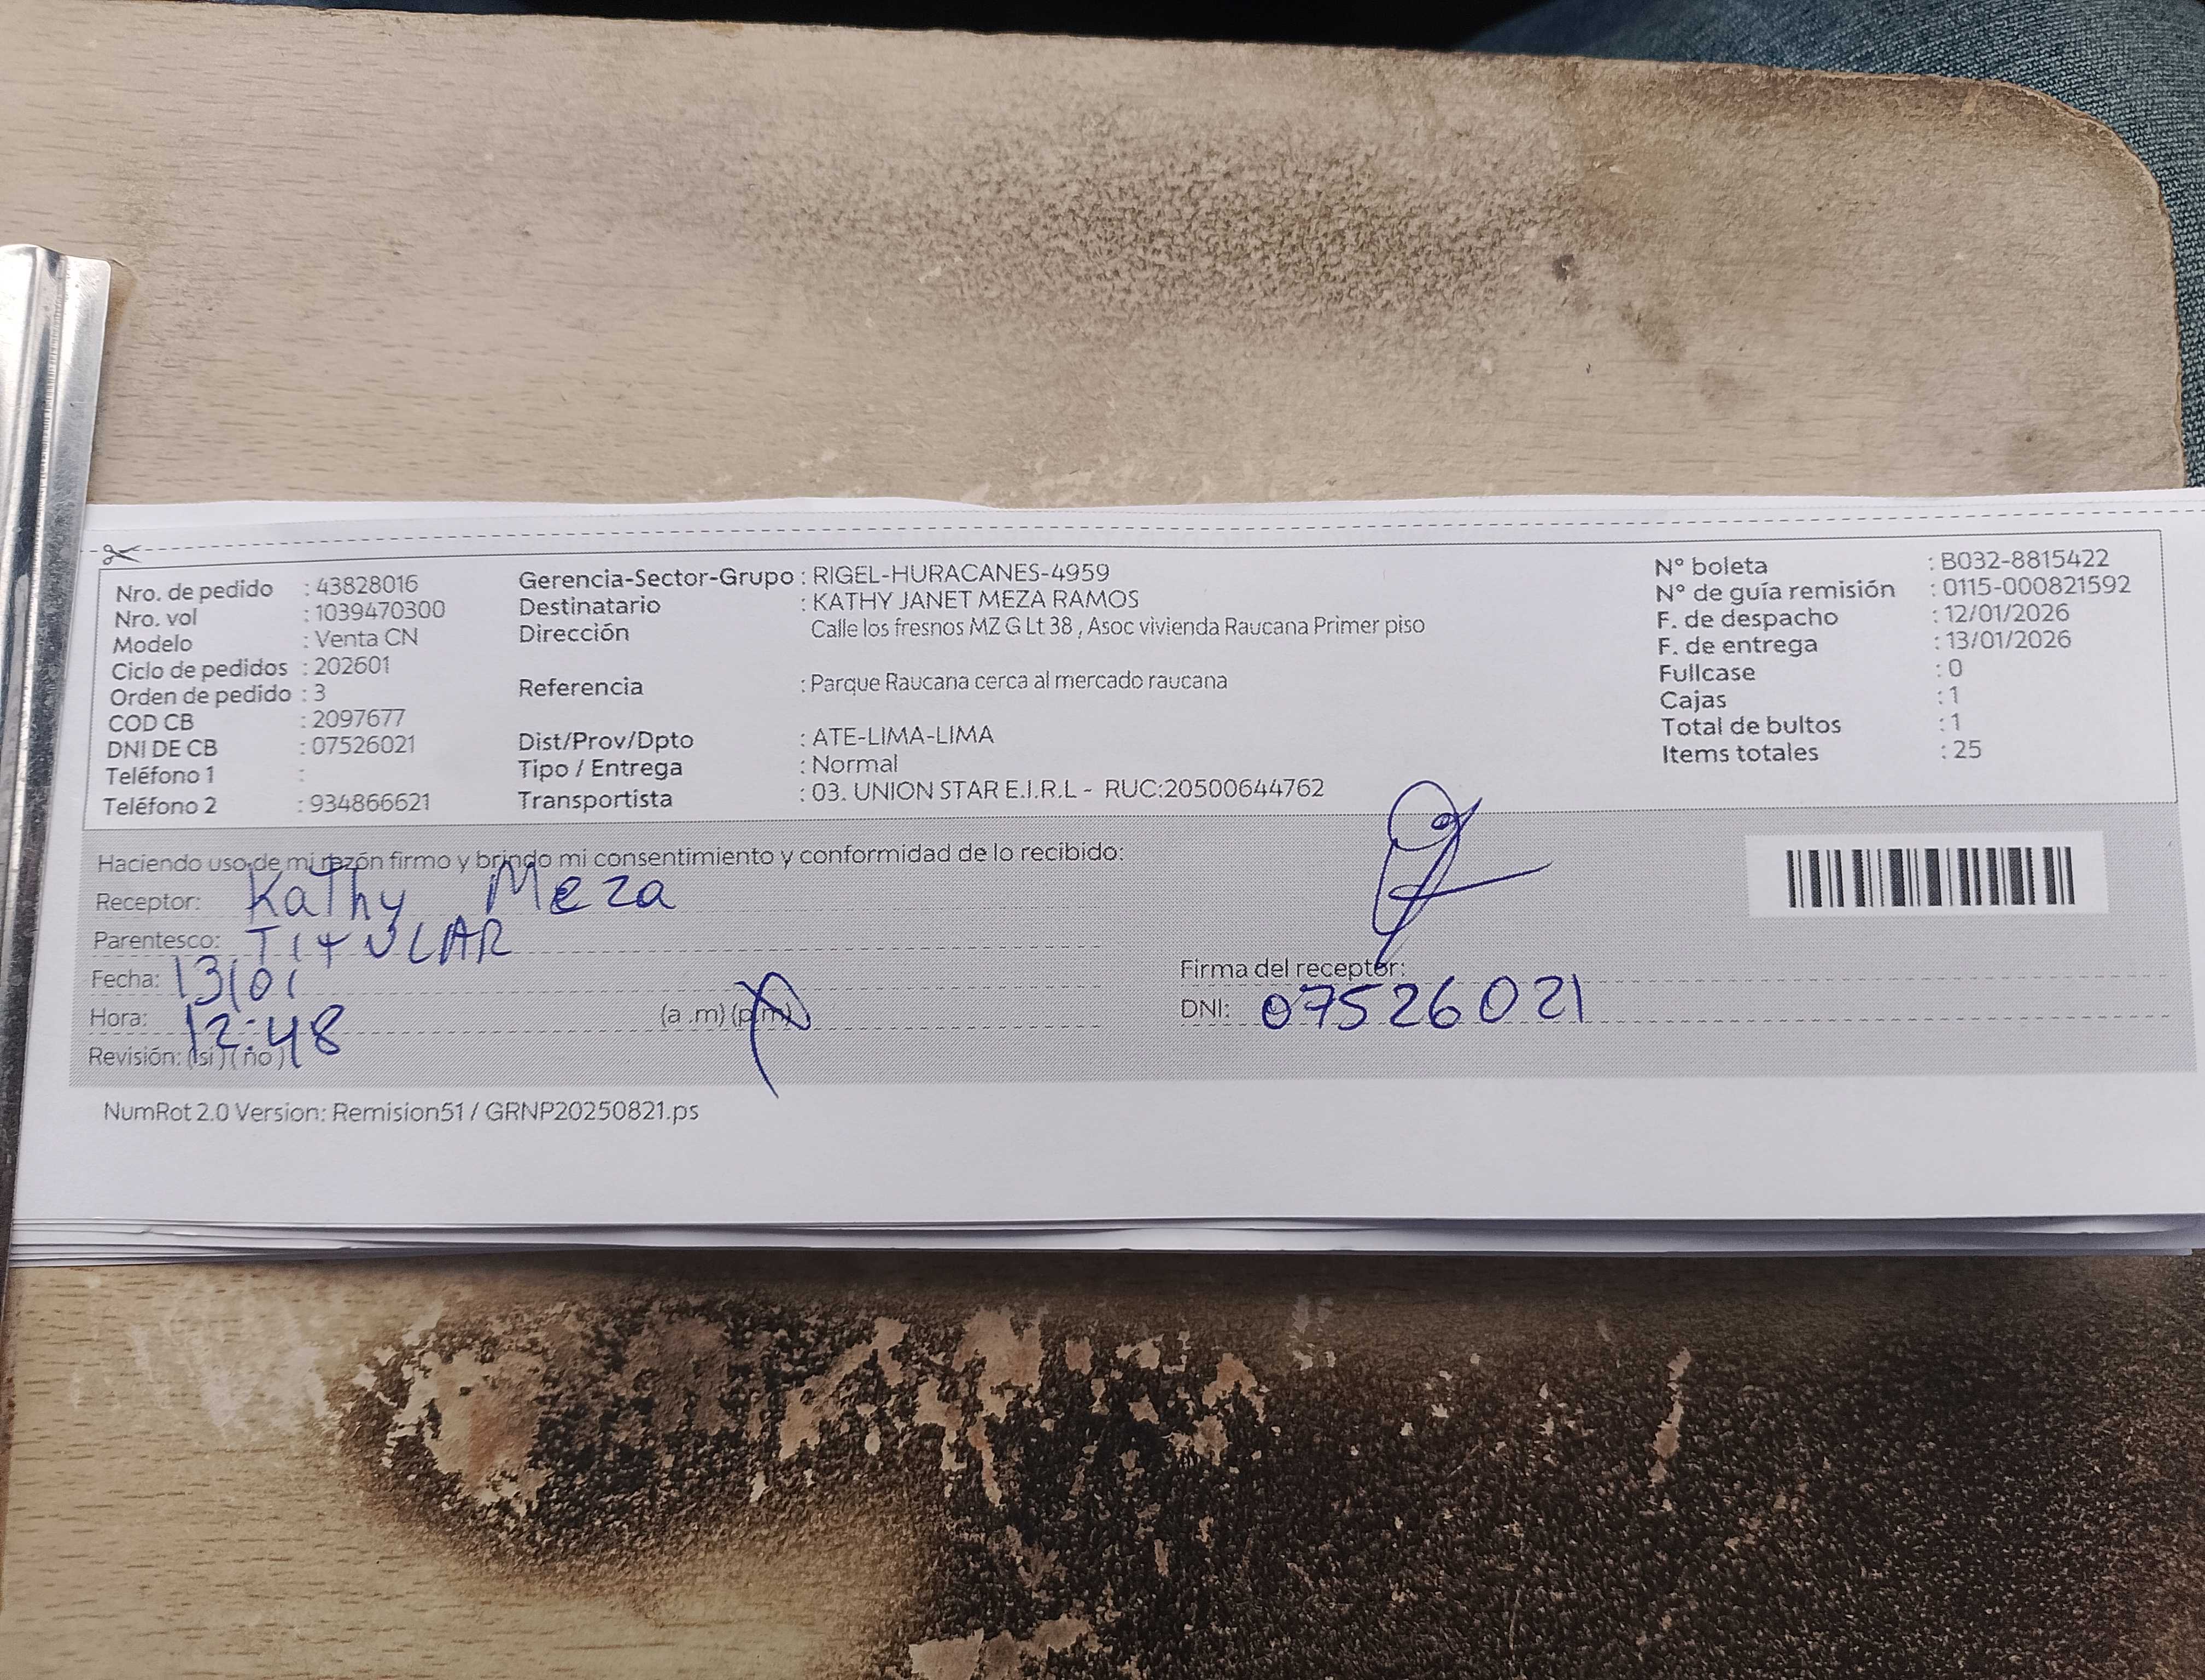 Nro. de pedido : 43828016
Nro. vol : 1039470300
Modelo : Venta CN
Ciclo de pedidos : 202601
Orden de pedido : 3
COD CB : 2097677
DNI DE CB : 07526021
Teléfono 1 :
Teléfono 2 : 934866621
Gerencia-Sector-Grupo : RIGEL-HURACANES-4959
Destinatario : KATHY JANET MEZA RAMOS
Dirección Calle los fresnos MZ G Lt 38 , Asoc vivienda Raucana Primer piso
Referencia : Parque Raucana cerca al mercado raucana
Dist/Prov/Dpto : ATE-LIMA-LIMA
Tipo / Entrega : Normal
Transportista : 03. UNION STAR E.I.R.L - RUC:20500644762
N° boleta : B032-8815422
N° de guía remisión : 0115-000821592
F. de despacho : 12/01/2026
F. de entrega : 13/01/2026
Fullcase : 0
Cajas : 1
Total de bultos : 1
Items totales : 25
Haciendo uso de mi razón firmo y brindo mi consentimiento y conformidad de lo recibido:
Receptor: Kathy Meza
Parentesco: TITULAR
Fecha: 13/01
Hora: 12:48 (a .m) (p.m)
Revisión: (si) (no)
Firma del receptor:
DNI: 07526021
NumRot 2.0 Version: Remision51 / GRNP20250821.ps